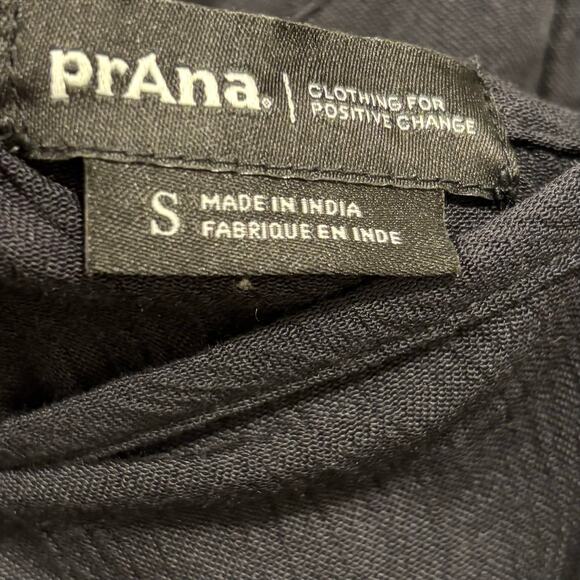 prAna. | CLOTHING FOR
POSITIVE CHANGE
S MADE IN INDIA
FABRIQUE EN INDE